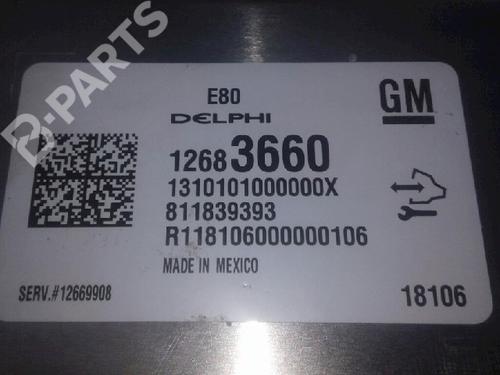 B-PARTS
E80
DELPHI
GM
12683660
1310101000000X
811839393
R118106000000106
MADE IN MEXICO
SERV.#12669908
18106